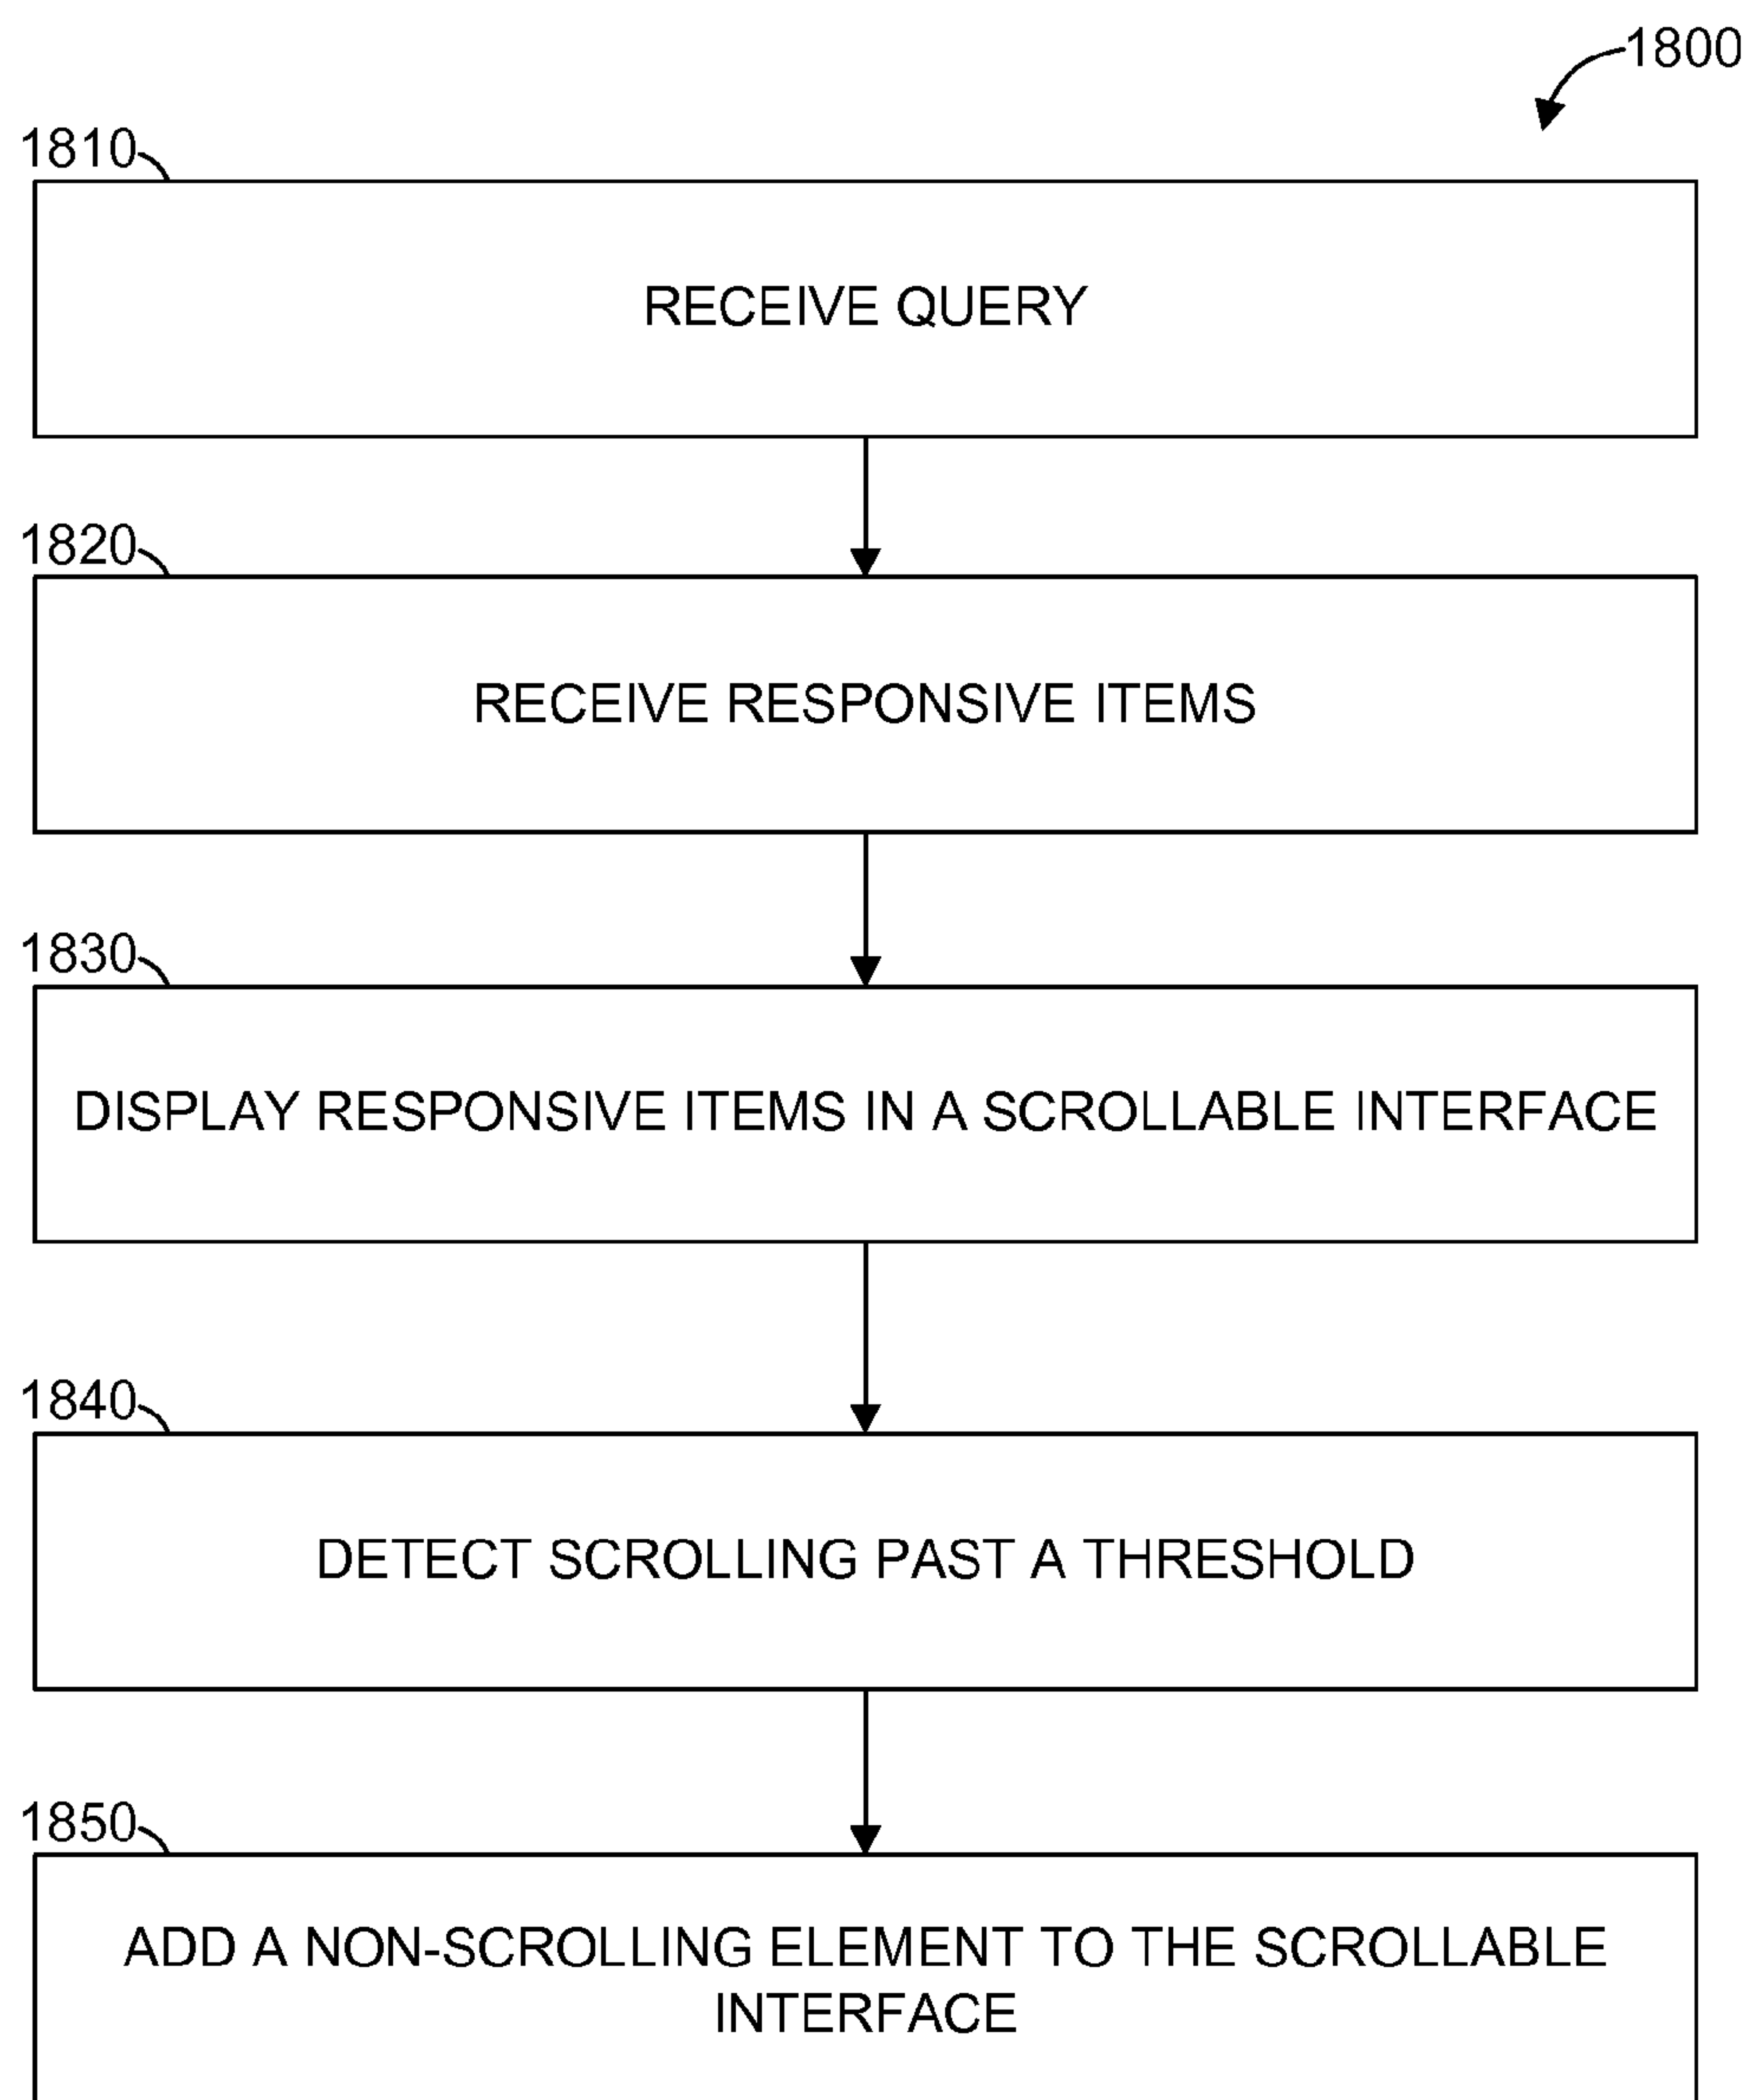 1800
1810
RECEIVE QUERY
1820
RECEIVE RESPONSIVE ITEMS
1830
DISPLAY RESPONSIVE ITEMS IN A SCROLLABLE INTERFACE
1840
DETECT SCROLLING PAST A THRESHOLD
1850
ADD A NON-SCROLLING ELEMENT TO THE SCROLLABLE
INTERFACE